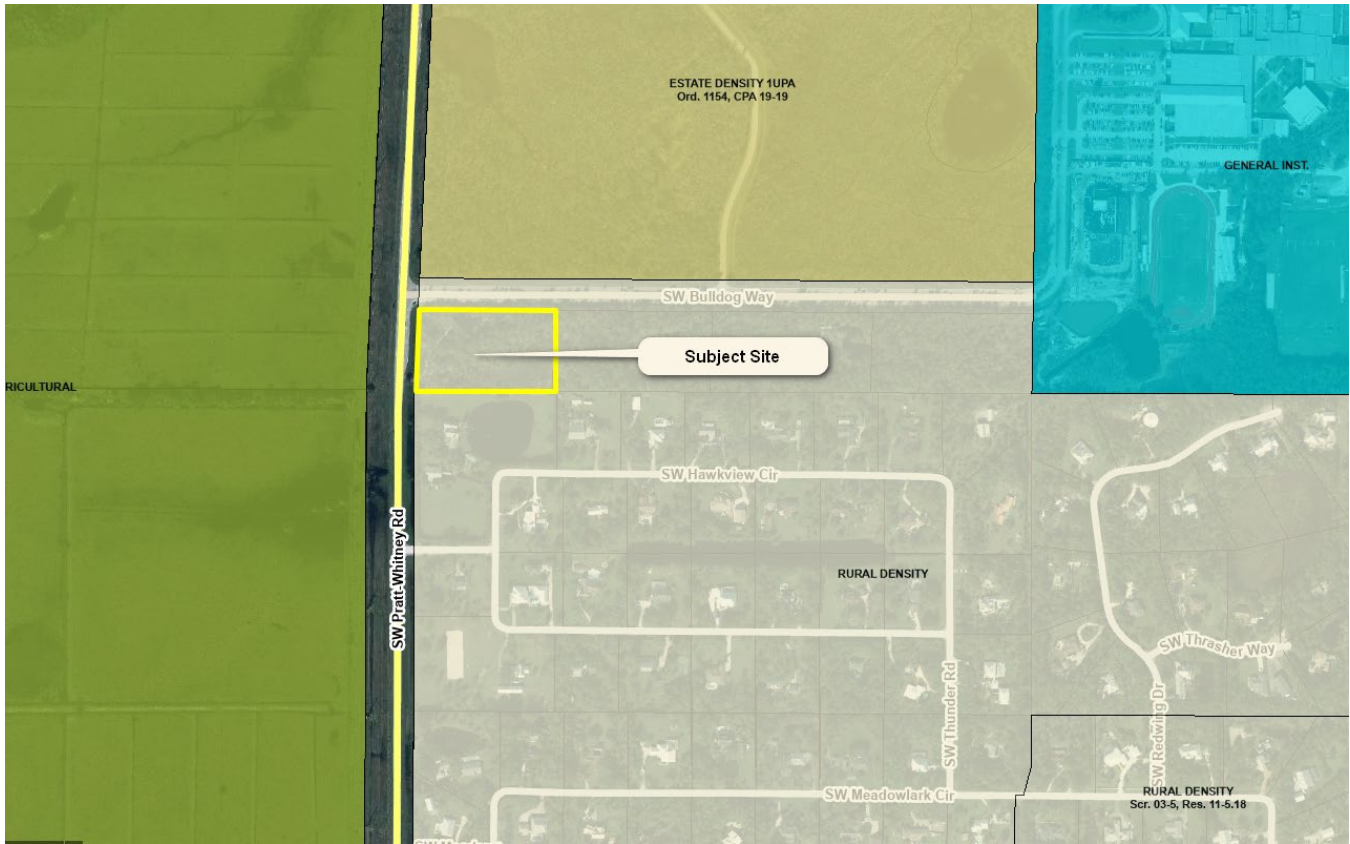 ESTATE DENSITY 1UPA
Ord. 1154, CPA 19-19
GENERAL INST.
SW Bulldog Way
Subject Site
RICULTURAL
SW Hawkview Cir
SW Pratt-Whitney Rd
RURAL DENSITY
SW Thrasher Way
SW Thunder Rd
SW Redwing Dr
SW Meadowlark Cir
RURAL DENSITY
Scr. 03-5, Res. 11-5.18